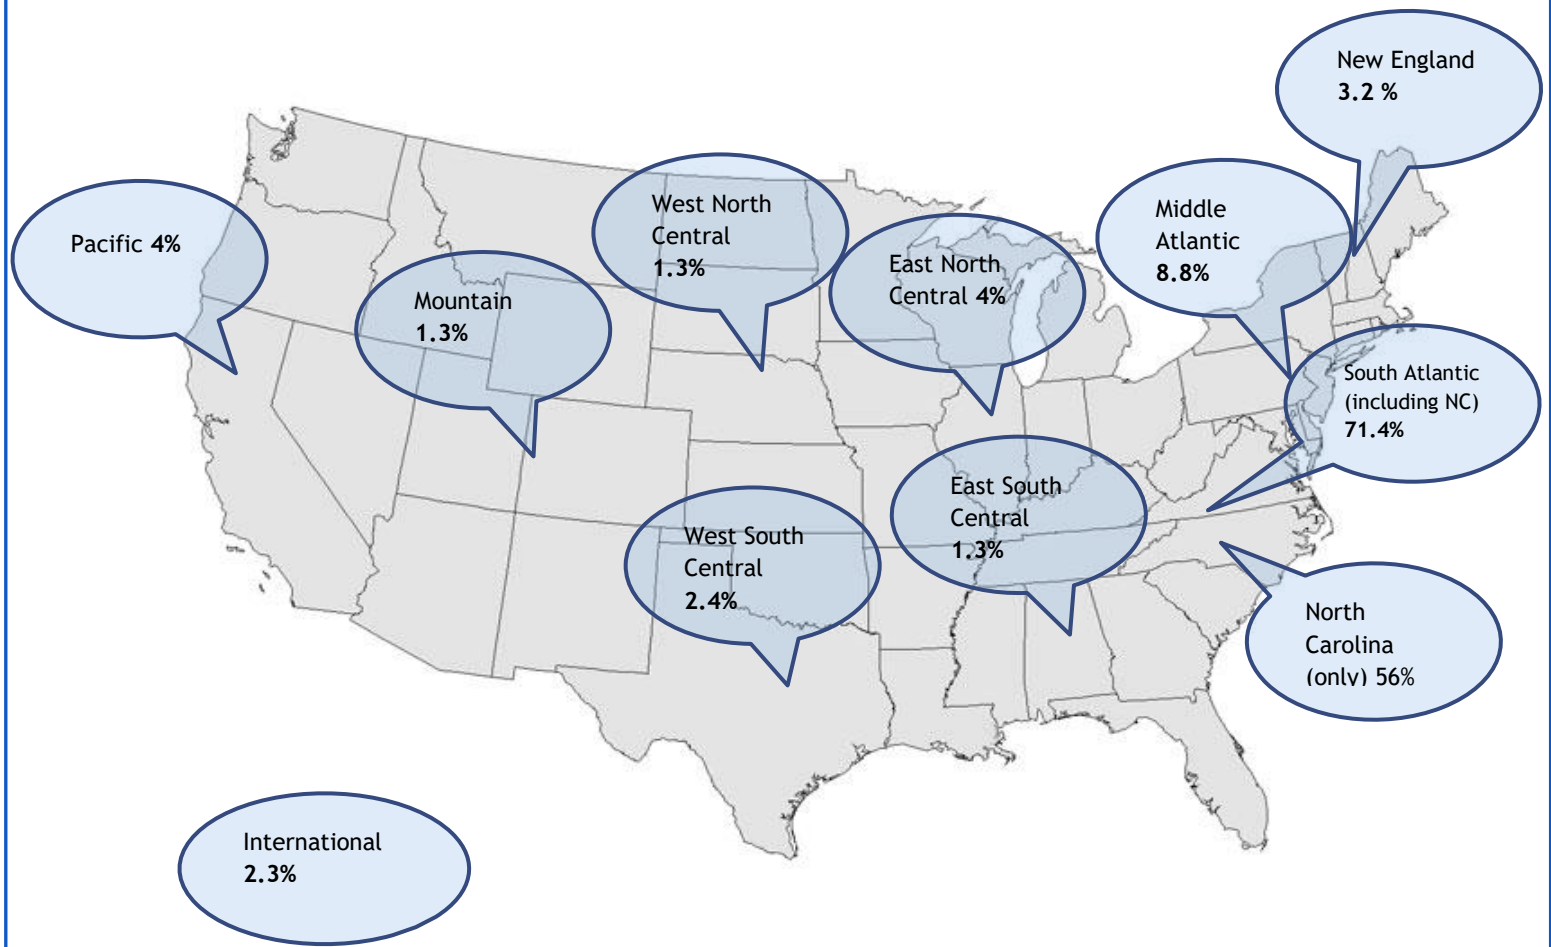 New England
3.2 %
Middle
Atlantic
8.8%
West North
Central
1.3%
Pacific 4%
East North
Central 4%
Mountain
1.3%
South Atlantic
(including NC)
71.4%
East South
Central
1.3%
West South
Central
2.4%
North
Carolina
(only) 56%
International
2.3%